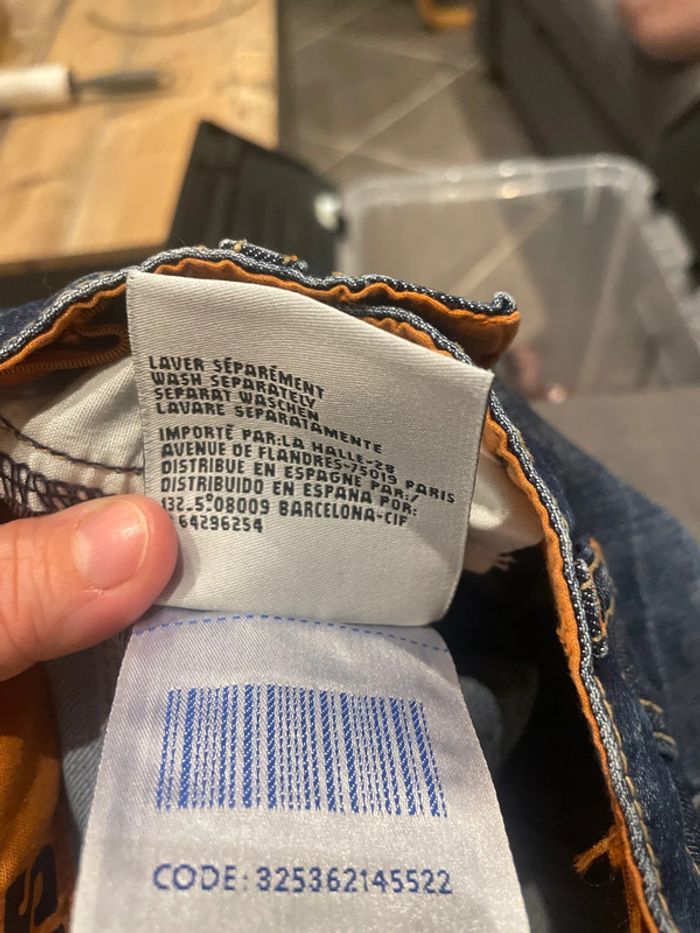 LAVER SÉPARÉMENT
WASH SEPARATELY
SEPARAT WASCHEN
LAVARE SEPARATAMENTE
IMPORTÉ PAR:LA HALLE-28
AVENUE DE FLANDRES-75019 PARIS
DISTRIBUE EN ESPAGNE PAR:/
DISTRIBUIDO EN ESPANA POR:
132-5°08009 BARCELONA-CIF
64296254
CODE: 325362145522